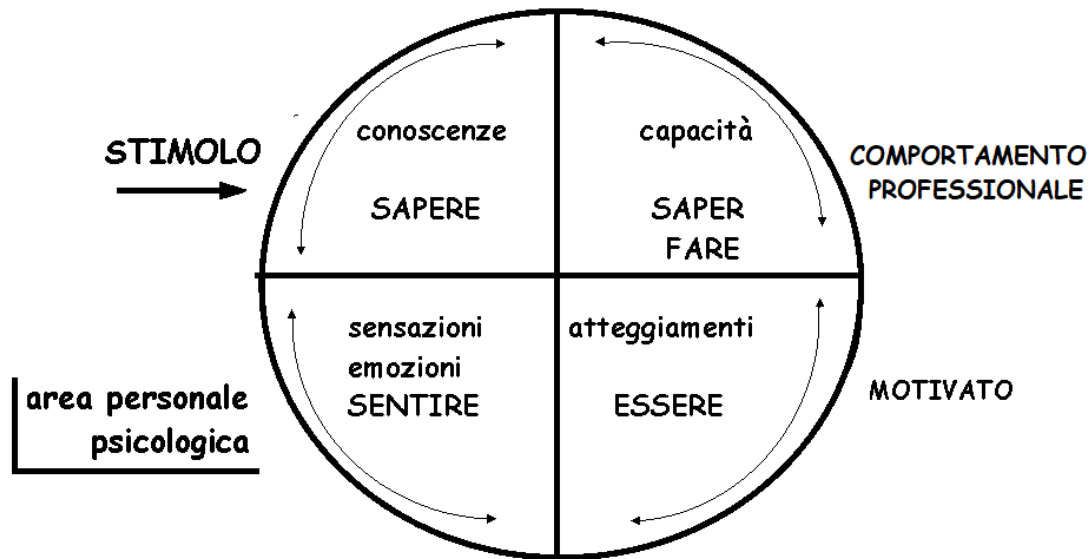 STIMOLO
conoscenze
SAPERE
capacità
SAPER
FARE
COMPORTAMENTO
PROFESSIONALE
area personale
psicologica
sensazioni
emozioni
SENTIRE
atteggiamenti
ESSERE
MOTIVATO